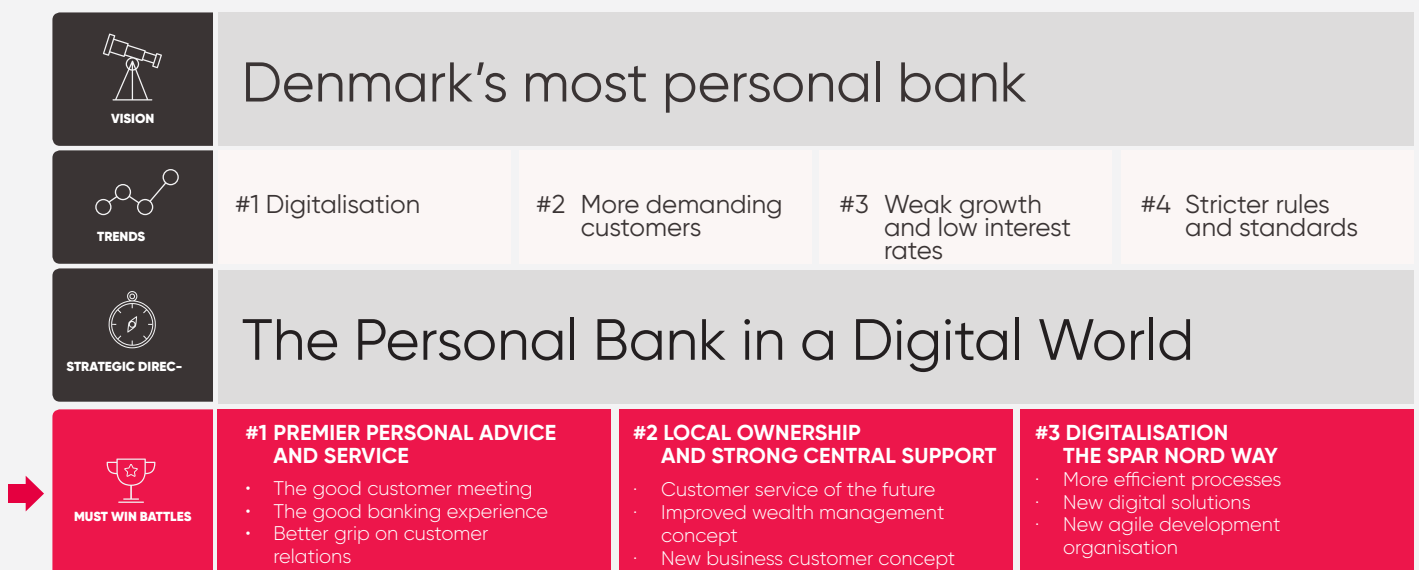 VISION
Denmark's most personal bank
TRENDS
#1 Digitalisation
#2 More demanding
customers
#3 Weak growth
and low interest
rates
#4 Stricter rules
and standards
STRATEGIC DIREC-
The Personal Bank in a Digital World
MUST WIN BATTLES
#1 PREMIER PERSONAL ADVICE
AND SERVICE
• The good customer meeting
• The good banking experience
• Better grip on customer
relations
#2 LOCAL OWNERSHIP
AND STRONG CENTRAL SUPPORT
· Customer service of the future
· Improved wealth management
concept
· New business customer concept
#3 DIGITALISATION
THE SPAR NORD WAY
· More efficient processes
· New digital solutions
· New agile development
organisation